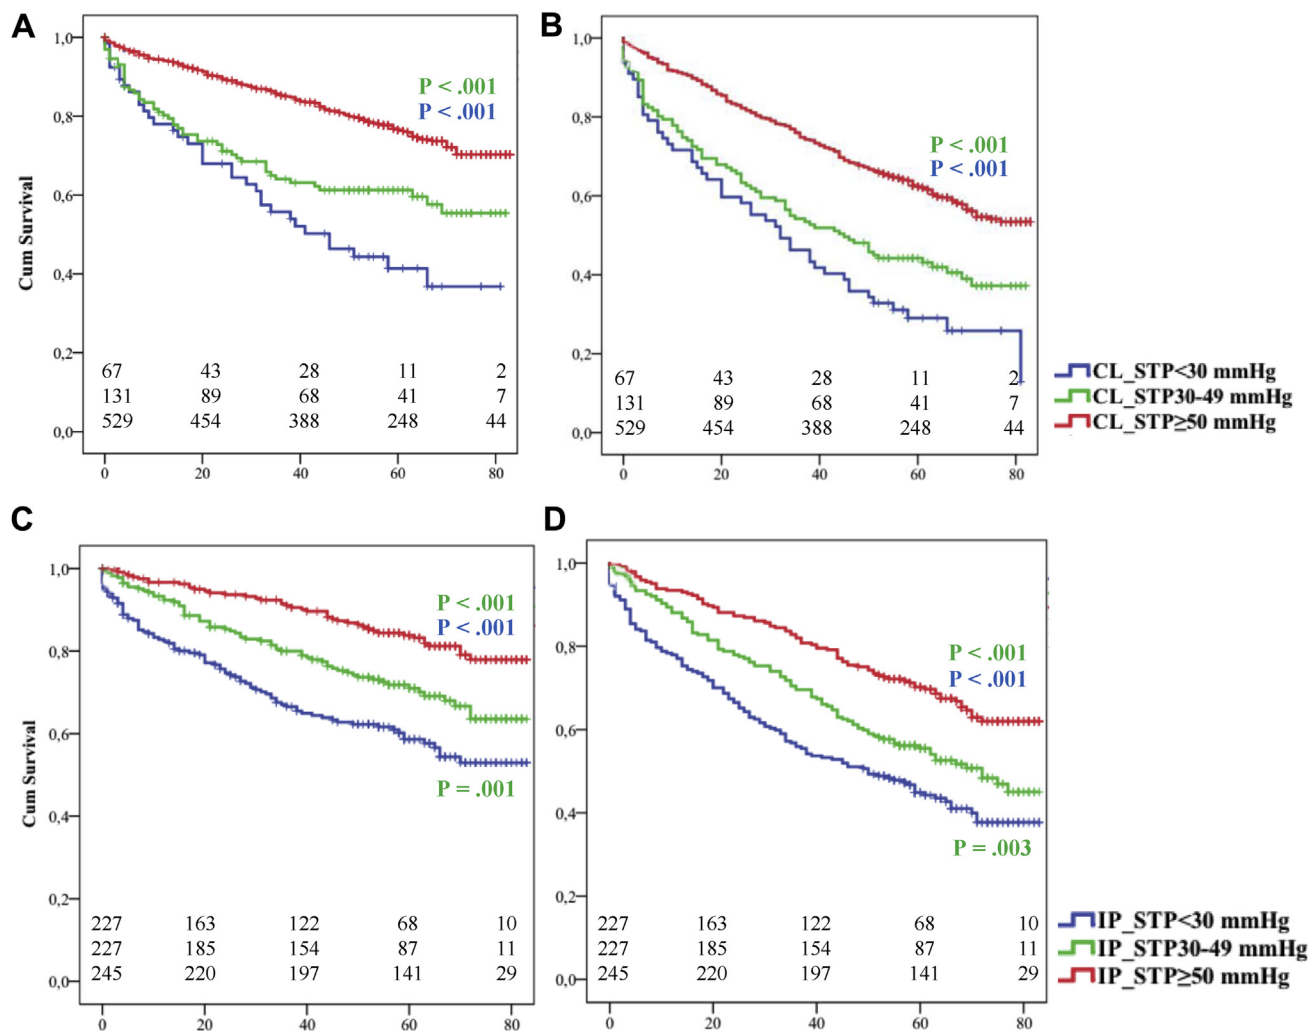 A
1,0
0,8
0,6
0,4
0,2
0,0
Cum Survival
P < .001
P < .001
67 43 28 11 2
131 89 68 41 7
529 454 388 248 44
0 20 40 60 80
B
1,0
0,8
0,6
0,4
0,2
0,0
P < .001
P < .001
67 43 28 11 2
131 89 68 41 7
529 454 388 248 44
0 20 40 60 80
CL_STP<30 mmHg
CL_STP30-49 mmHg
CL_STP≥50 mmHg
C
1,0
0,8
0,6
0,4
0,2
0,0
Cum Survival
P < .001
P < .001
P = .001
227 163 122 68 10
227 185 154 87 11
245 220 197 141 29
0 20 40 60 80
D
1,0
0,8
0,6
0,4
0,2
0,0
P < .001
P < .001
P = .003
227 163 122 68 10
227 185 154 87 11
245 220 197 141 29
0 20 40 60 80
IP_STP<30 mmHg
IP_STP30-49 mmHg
IP_STP≥50 mmHg